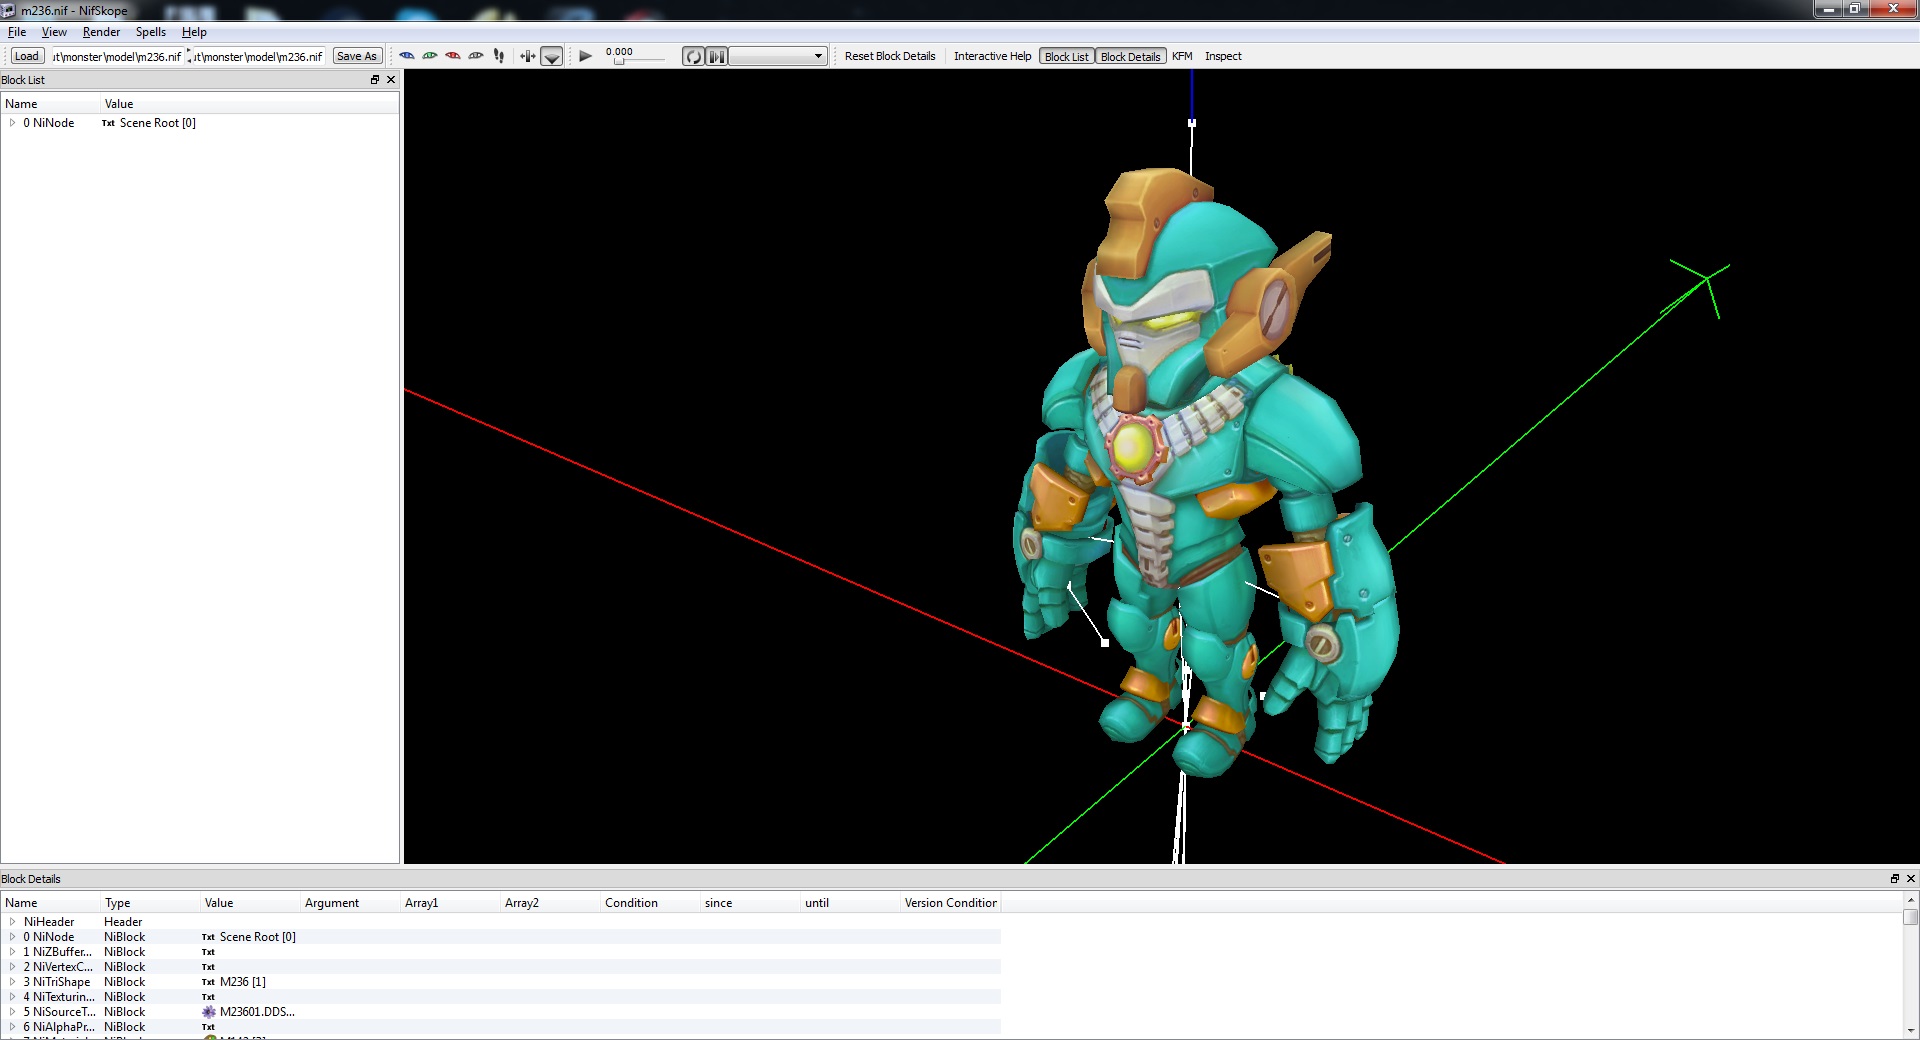 m236.nif - NifSkope
File View Render Spells Help
Load ut\monster\model\m236.nif ut\monster\model\m236.nif Save As 0.000 Reset Block Details Interactive Help Block List Block Details KFM Inspect
Block List
Name Value
0 NiNode Txt Scene Root [0]
Block Details
Name Type Value Argument Array1 Array2 Condition since until Version Condition
NiHeader Header
0 NiNode NiBlock Txt Scene Root [0]
1 NiZBuffer... NiBlock Txt
2 NiVertexC... NiBlock Txt
3 NiTriShape NiBlock Txt M236 [1]
4 NiTexturin... NiBlock Txt
5 NiSourceT... NiBlock M23601.DDS...
6 NiAlphaPr... NiBlock Txt